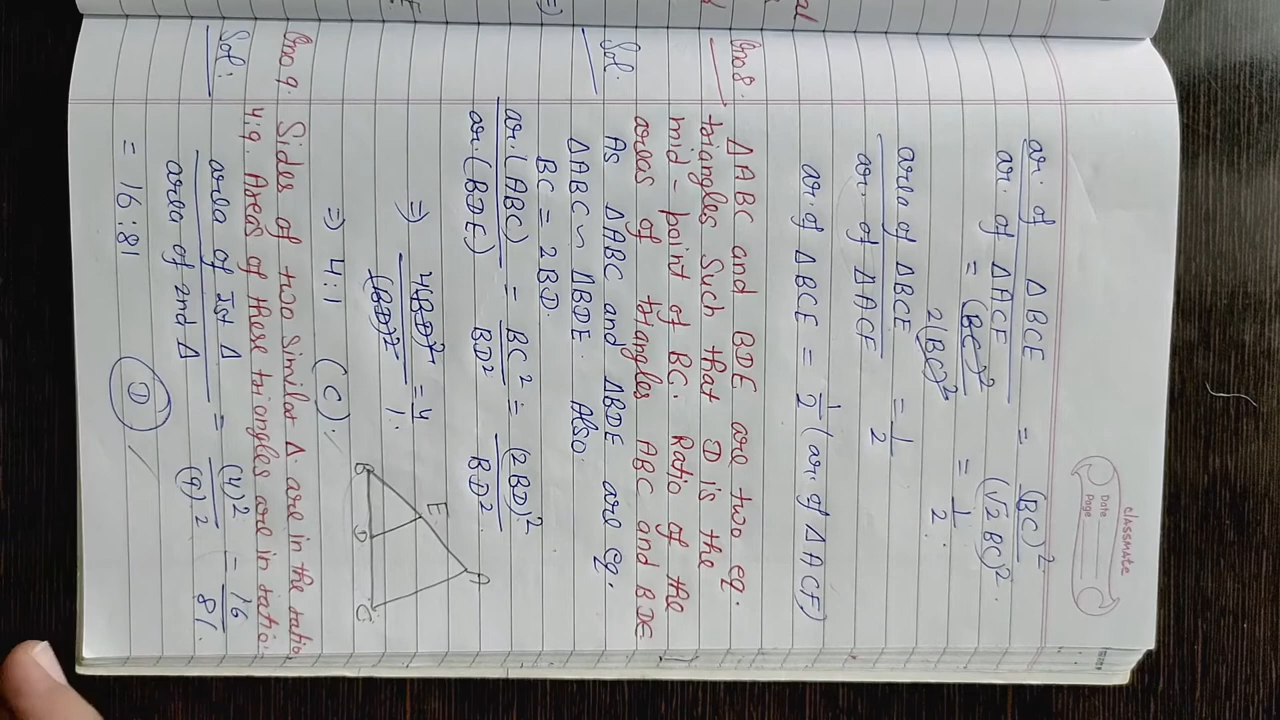 classmate
Date
Page
ar. of ΔBCE / ar. of ΔACF = (BC)² / (√2 BC)².
= (BC)² / 2(BC)² = 1/2.
area of ΔBCE / ar. of ΔACF = 1/2
ar. of ΔBCE = 1/2 (ar. of ΔACF)
Qno8. ΔABC and BDE are two eq.
triangles Such that D is the
mid-point of BC. Ratio of the
areas of triangles ABC and BDE
Sol. As ΔABC and ΔBDE are eq.
ΔABC ~ ΔBDE. Also.
BC = 2BD.
ar.(ABC) / ar.(BDE) = BC² / BD² = (2BD)² / BD².
⇒ 4(BD)² / (BD)² = 4/1.
⇒ 4:1 (C).
A
E
B
D
C
Qno9. Sides of two similar Δ. are in the ratio
4:9. Areas of these triangles are in ratio.
Sol: area of Ist Δ / area of 2nd Δ = (4)² / (9)² = 16/81.
= 16:81 (D)